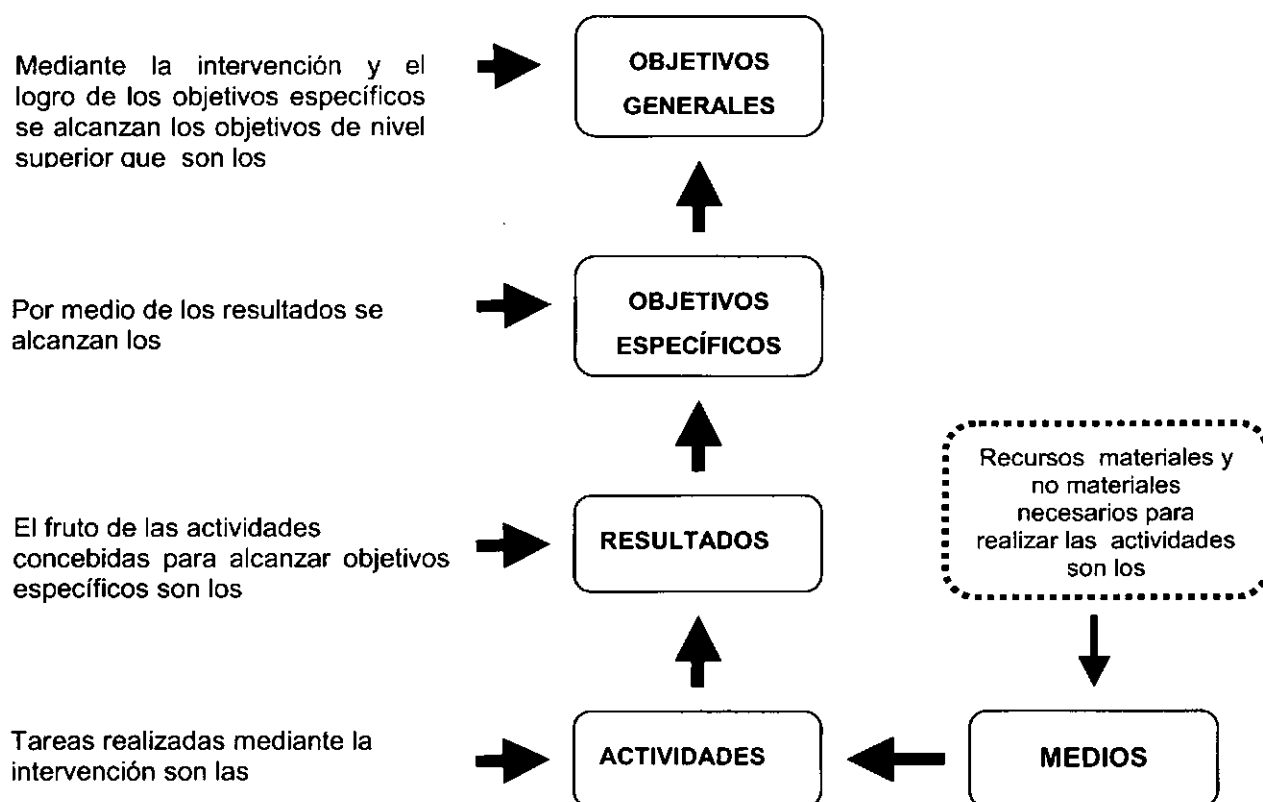 Mediante la intervención y el
logro de los objetivos específicos
se alcanzan los objetivos de nivel
superior que son los
OBJETIVOS
GENERALES
Por medio de los resultados se
alcanzan los
OBJETIVOS
ESPECÍFICOS
El fruto de las actividades
concebidas para alcanzar objetivos
específicos son los
RESULTADOS
Recursos materiales y
no materiales
necesarios para
realizar las actividades
son los
Tareas realizadas mediante la
intervención son las
ACTIVIDADES
MEDIOS